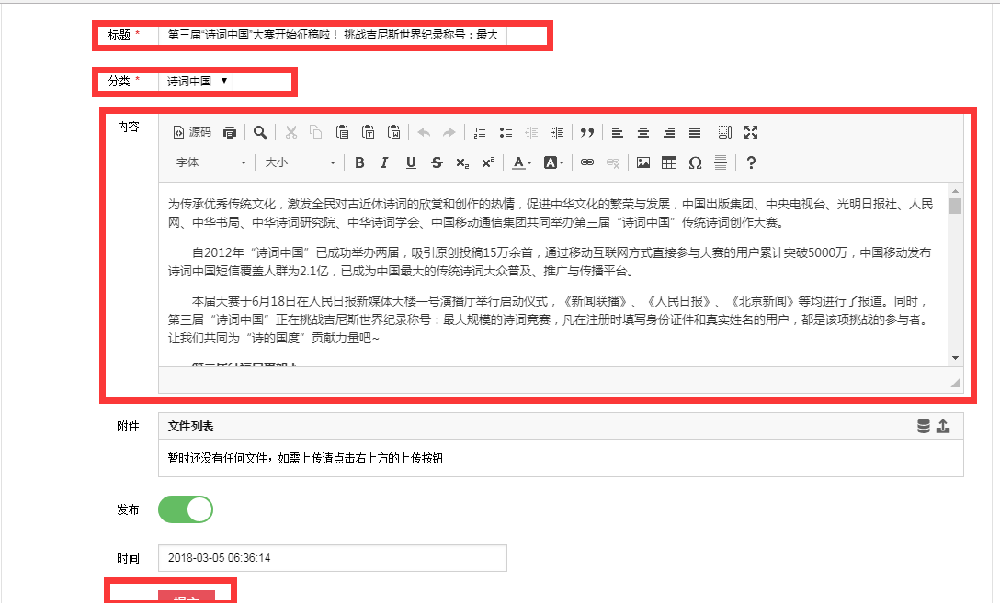 标题 * 第三届“诗词中国”大赛开始征稿啦！ 挑战吉尼斯世界纪录称号：最大
分类 * 诗词中国
内容
源码
字体 大小 B I U S x₂ x² A A Ω ?
为传承优秀传统文化，激发全民对古近体诗词的欣赏和创作的热情，促进中华文化的繁荣与发展，中国出版集团、中央电视台、光明日报社、人民
网、中华书局、中华诗词研究院、中华诗词学会、中国移动通信集团共同举办第三届“诗词中国”传统诗词创作大赛。
自2012年“诗词中国”已成功举办两届，吸引原创投稿15万余首，通过移动互联网方式直接参与大赛的用户累计突破5000万，中国移动发布
诗词中国短信覆盖人群为2.1亿，已成为中国最大的传统诗词大众普及、推广与传播平台。
本届大赛于6月18日在人民日报新媒体大楼一号演播厅举行启动仪式，《新闻联播》、《人民日报》、《北京新闻》等均进行了报道。同时，
第三届“诗词中国”正在挑战吉尼斯世界纪录称号：最大规模的诗词竞赛，凡在注册时填写身份证件和真实姓名的用户，都是该项挑战的参与者。
让我们共同为“诗的国度”贡献力量吧~
附件 文件列表
暂时还没有任何文件，如需上传请点击右上方的上传按钮
发布
时间 2018-03-05 06:36:14